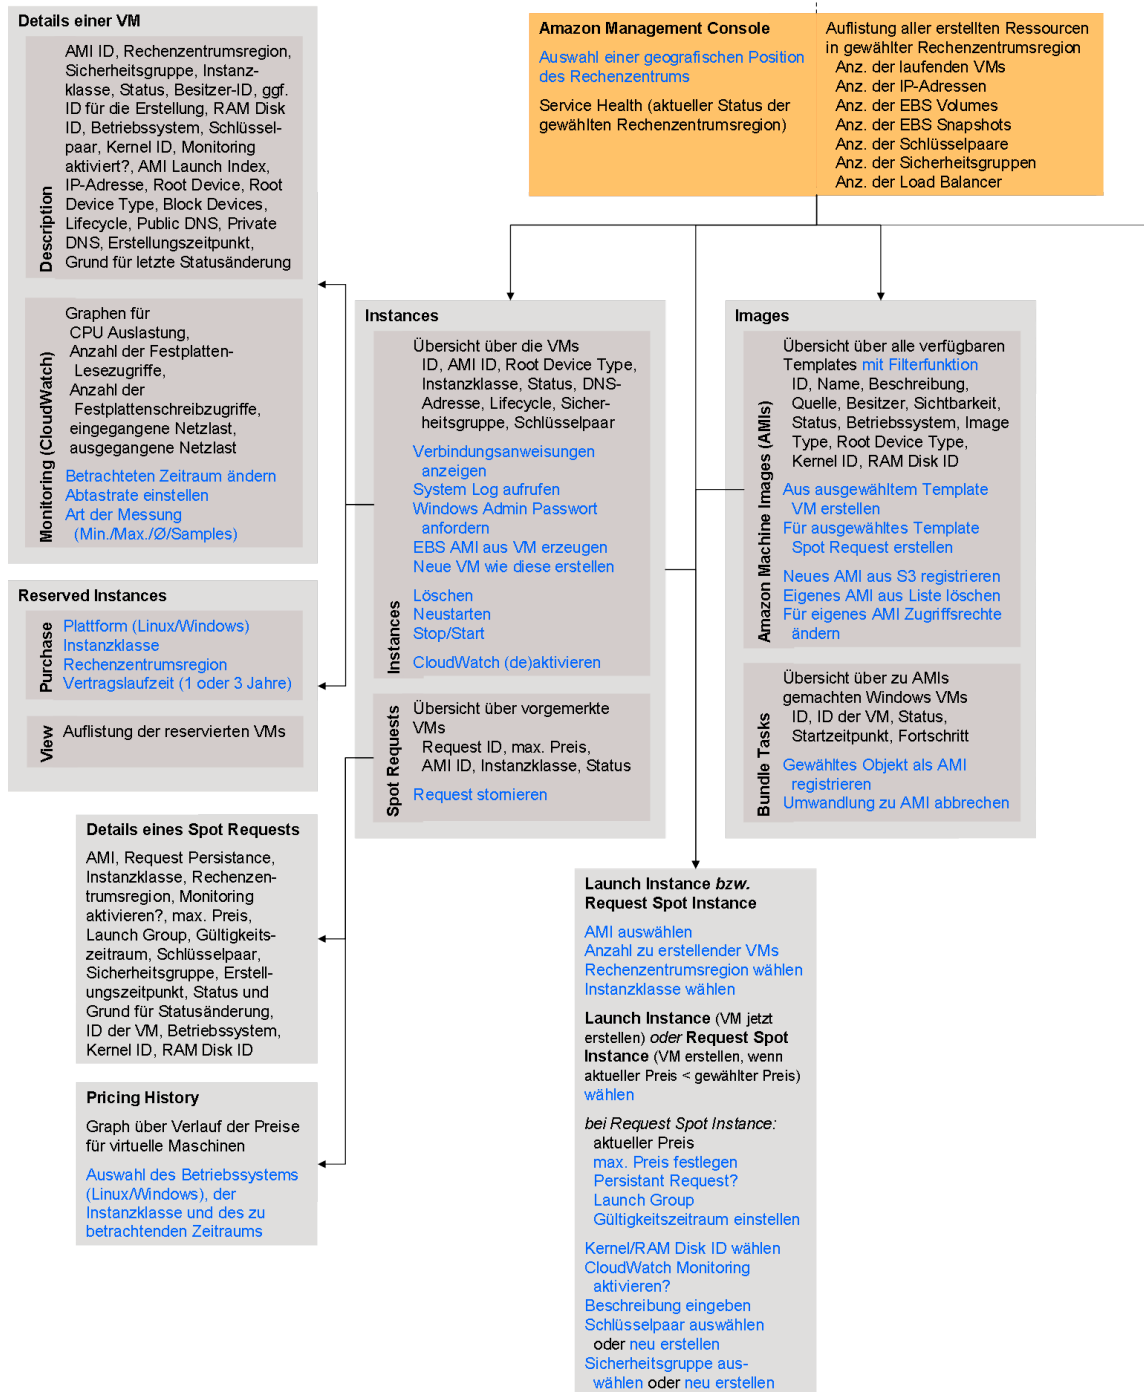 Amazon Management Console
Auswahl einer geografischen Position
des Rechenzentrums
Service Health (aktueller Status der
gewählten Rechenzentrumsregion)
Auflistung aller erstellten Ressourcen
in gewählter Rechenzentrumsregion
Anz. der laufenden VMs
Anz. der IP-Adressen
Anz. der EBS Volumes
Anz. der EBS Snapshots
Anz. der Schlüsselpaare
Anz. der Sicherheitsgruppen
Anz. der Load Balancer
Details einer VM
Description
AMI ID, Rechenzentrumsregion,
Sicherheitsgruppe, Instanz-
klasse, Status, Besitzer-ID, ggf.
ID für die Erstellung, RAM Disk
ID, Betriebssystem, Schlüssel-
paar, Kernel ID, Monitoring
aktiviert?, AMI Launch Index,
IP-Adresse, Root Device, Root
Device Type, Block Devices,
Lifecycle, Public DNS, Private
DNS, Erstellungszeitpunkt,
Grund für letzte Statusänderung
Monitoring (CloudWatch)
Graphen für
CPU Auslastung,
Anzahl der Festplatten-
Lesezugriffe,
Anzahl der
Festplattenschreibzugriffe,
eingegangene Netzlast,
ausgegangene Netzlast
Betrachteten Zeitraum ändern
Abtastrate einstellen
Art der Messung
(Min./Max./Ø/Samples)
Reserved Instances
Purchase
Plattform (Linux/Windows)
Instanzklasse
Rechenzentrumsregion
Vertragslaufzeit (1 oder 3 Jahre)
View
Auflistung der reservierten VMs
Details eines Spot Requests
AMI, Request Persistance,
Instanzklasse, Rechenzen-
trumsregion, Monitoring
aktivieren?, max. Preis,
Launch Group, Gültigkeits-
zeitraum, Schlüsselpaar,
Sicherheitsgruppe, Erstel-
lungszeitpunkt, Status und
Grund für Statusänderung,
ID der VM, Betriebssystem,
Kernel ID, RAM Disk ID
Pricing History
Graph über Verlauf der Preise
für virtuelle Maschinen
Auswahl des Betriebssystems
(Linux/Windows), der
Instanzklasse und des zu
betrachtenden Zeitraums
Instances
Instances
Übersicht über die VMs
ID, AMI ID, Root Device Type,
Instanzklasse, Status, DNS-
Adresse, Lifecycle, Sicher-
heitsgruppe, Schlüsselpaar
Verbindungsanweisungen
anzeigen
System Log aufrufen
Windows Admin Passwort
anfordern
EBS AMI aus VM erzeugen
Neue VM wie diese erstellen
Löschen
Neustarten
Stop/Start
CloudWatch (de)aktivieren
Spot Requests
Übersicht über vorgemerkte
VMs
Request ID, max. Preis,
AMI ID, Instanzklasse, Status
Request stornieren
Images
Amazon Machine Images (AMIs)
Übersicht über alle verfügbaren
Templates mit Filterfunktion
ID, Name, Beschreibung,
Quelle, Besitzer, Sichtbarkeit,
Status, Betriebssystem, Image
Type, Root Device Type,
Kernel ID, RAM Disk ID
Aus ausgewähltem Template
VM erstellen
Für ausgewähltes Template
Spot Request erstellen
Neues AMI aus S3 registrieren
Eigenes AMI aus Liste löschen
Für eigenes AMI Zugriffsrechte
ändern
Bundle Tasks
Übersicht über zu AMIs
gemachten Windows VMs
ID, ID der VM, Status,
Startzeitpunkt, Fortschritt
Gewähltes Objekt als AMI
registrieren
Umwandlung zu AMI abbrechen
Launch Instance bzw.
Request Spot Instance
AMI auswählen
Anzahl zu erstellender VMs
Rechenzentrumsregion wählen
Instanzklasse wählen
Launch Instance (VM jetzt
erstellen) oder Request Spot
Instance (VM erstellen, wenn
aktueller Preis < gewählter Preis)
wählen
bei Request Spot Instance:
aktueller Preis
max. Preis festlegen
Persistant Request?
Launch Group
Gültigkeitszeitraum einstellen
Kernel/RAM Disk ID wählen
CloudWatch Monitoring
aktivieren?
Beschreibung eingeben
Schlüsselpaar auswählen
oder neu erstellen
Sicherheitsgruppe aus-
wählen oder neu erstellen